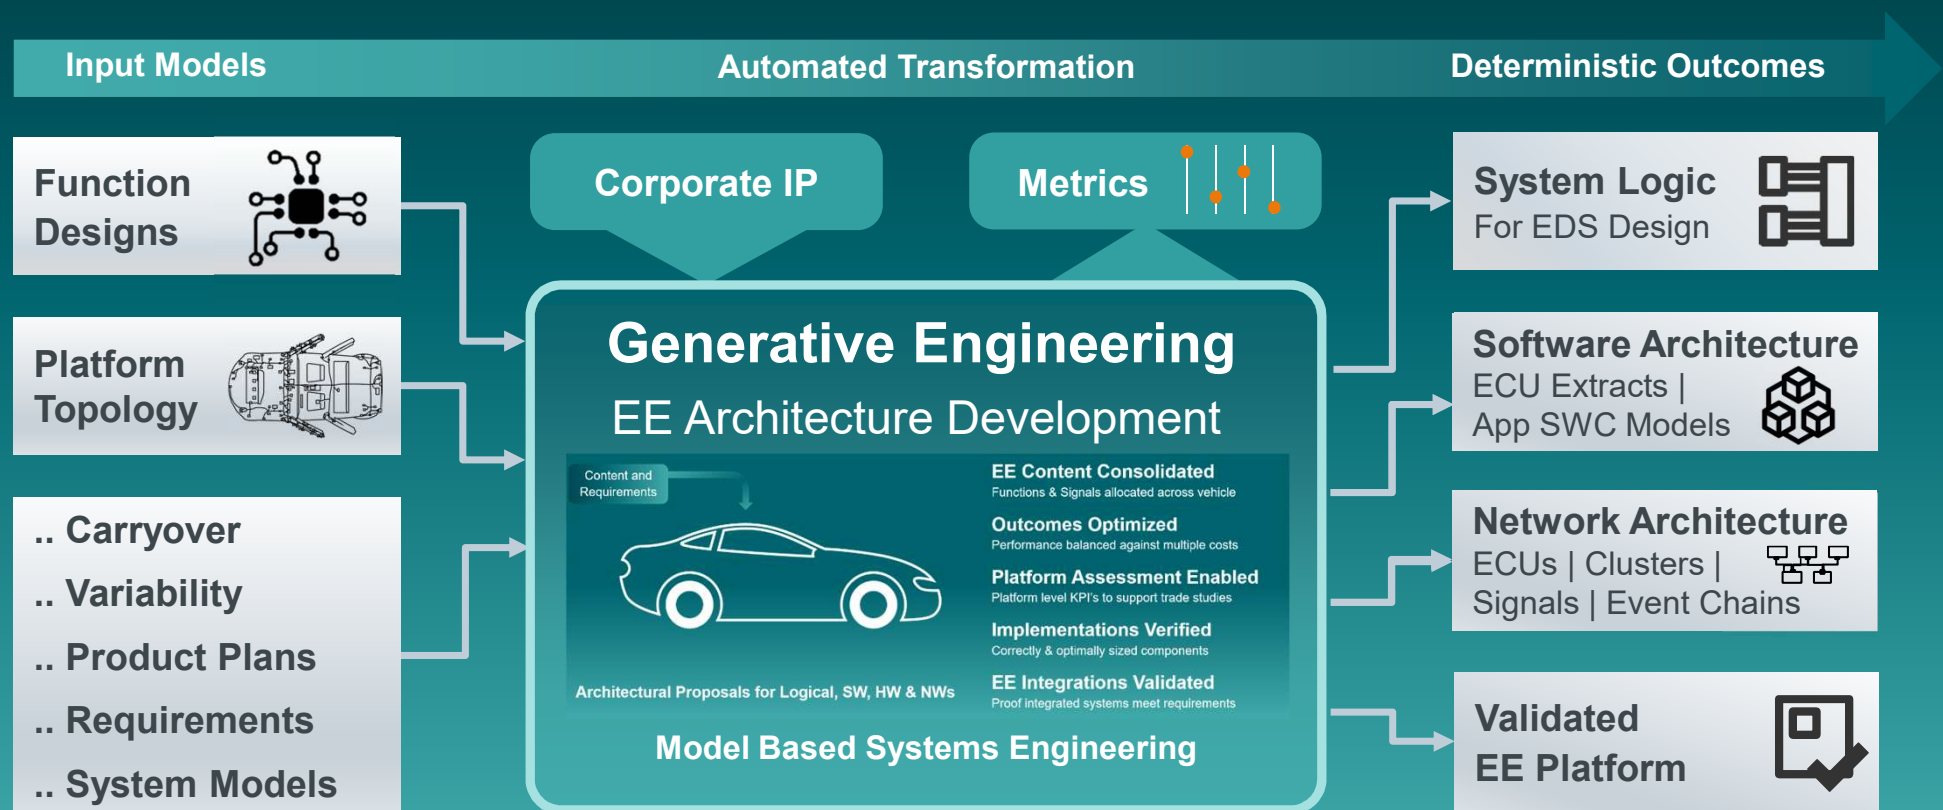 Input Models
Automated Transformation
Deterministic Outcomes
Function
Designs
Platform
Topology
.. Carryover
.. Variability
.. Product Plans
.. Requirements
.. System Models
Corporate IP
Metrics
Generative Engineering
EE Architecture Development
Content and
Requirements
Architectural Proposals for Logical, SW, HW & NWs
EE Content Consolidated
Functions & Signals allocated across vehicle
Outcomes Optimized
Performance balanced against multiple costs
Platform Assessment Enabled
Platform level KPI's to support trade studies
Implementations Verified
Correctly & optimally sized components
EE Integrations Validated
Proof integrated systems meet requirements
Model Based Systems Engineering
System Logic
For EDS Design
Software Architecture
ECU Extracts |
App SWC Models
Network Architecture
ECUs | Clusters |
Signals | Event Chains
Validated
EE Platform